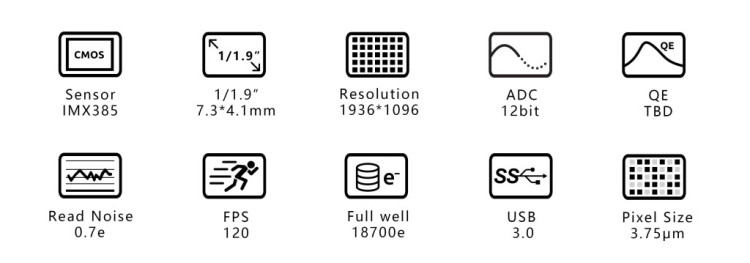 CMOS
1/1.9"
QE
Sensor
IMX385
1/1.9"
7.3*4.1mm
Resolution
1936*1096
ADC
12bit
QE
TBD
e-
SS
Read Noise
0.7e
FPS
120
Full well
18700e
USB
3.0
Pixel Size
3.75μm